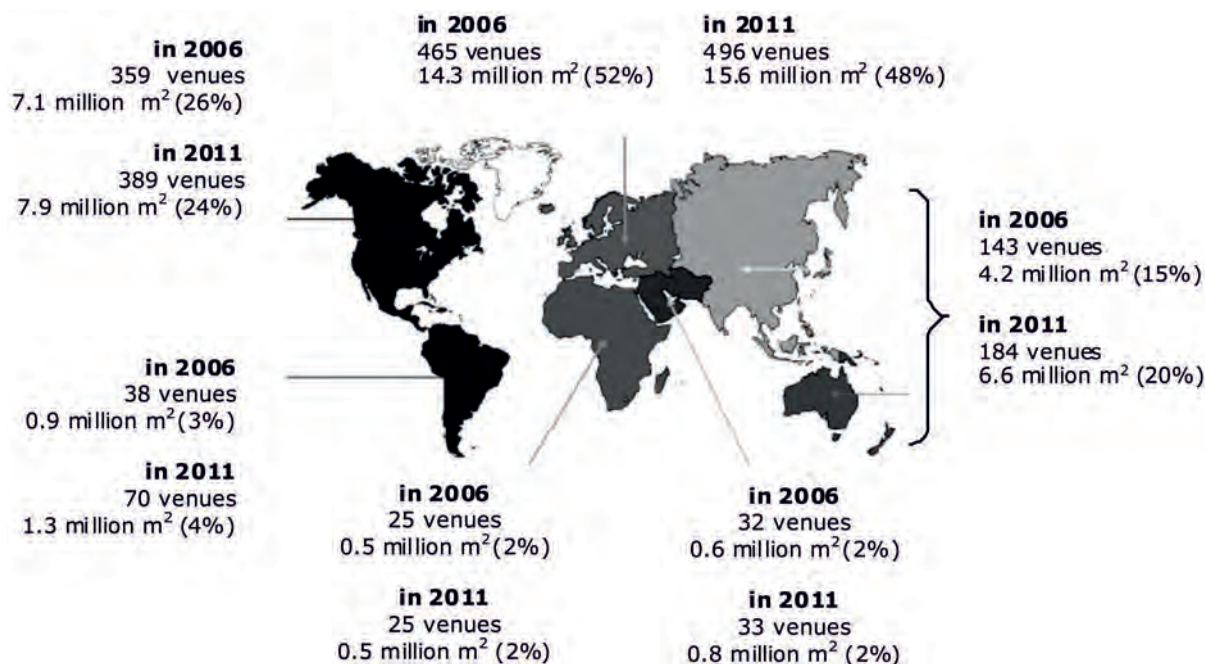 in 2006
359 venues
7.1 million m² (26%)
in 2011
389 venues
7.9 million m² (24%)
in 2006
465 venues
14.3 million m² (52%)
in 2011
496 venues
15.6 million m² (48%)
in 2006
143 venues
4.2 million m² (15%)
in 2011
184 venues
6.6 million m² (20%)
in 2006
38 venues
0.9 million m² (3%)
in 2011
70 venues
1.3 million m² (4%)
in 2006
25 venues
0.5 million m² (2%)
in 2011
25 venues
0.5 million m² (2%)
in 2006
32 venues
0.6 million m² (2%)
in 2011
33 venues
0.8 million m² (2%)